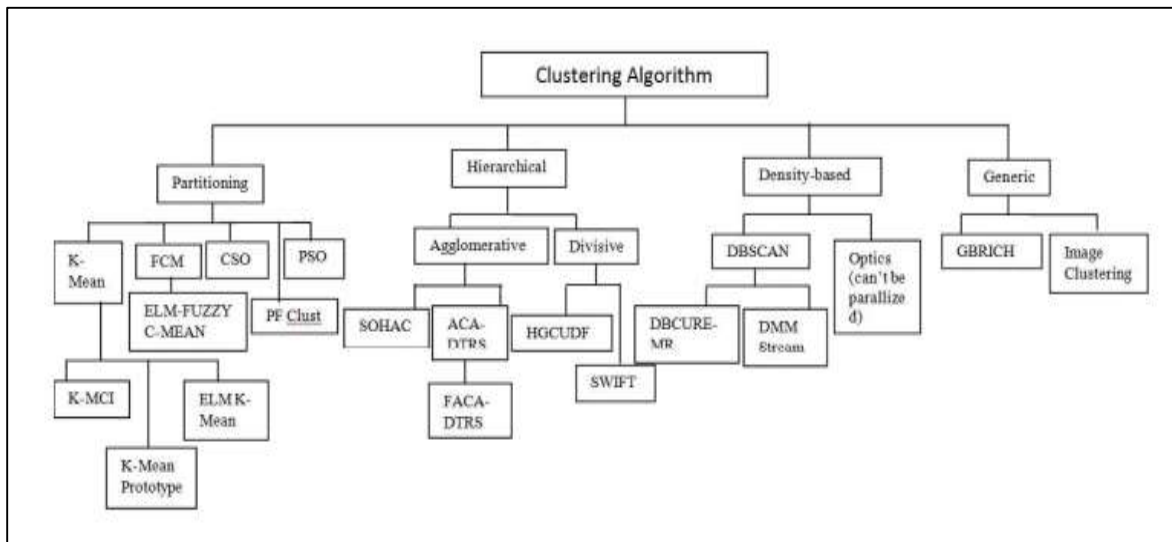 Clustering Algorithm
Partitioning
Hierarchical
Density-based
Generic
K-
Mean
FCM
CSO
PSO
Agglomerative
Divisive
DBSCAN
Optics
(can't be
parallize
d)
GBRICH
Image
Clustering
ELM-FUZZY
C-MEAN
PF Clust
SOHAC
ACA-
DTRS
HGCUDF
DBCURE-
MR
DMM
Stream
K-MCI
ELM K-
Mean
FACA-
DTRS
SWIFT
K-Mean
Prototype